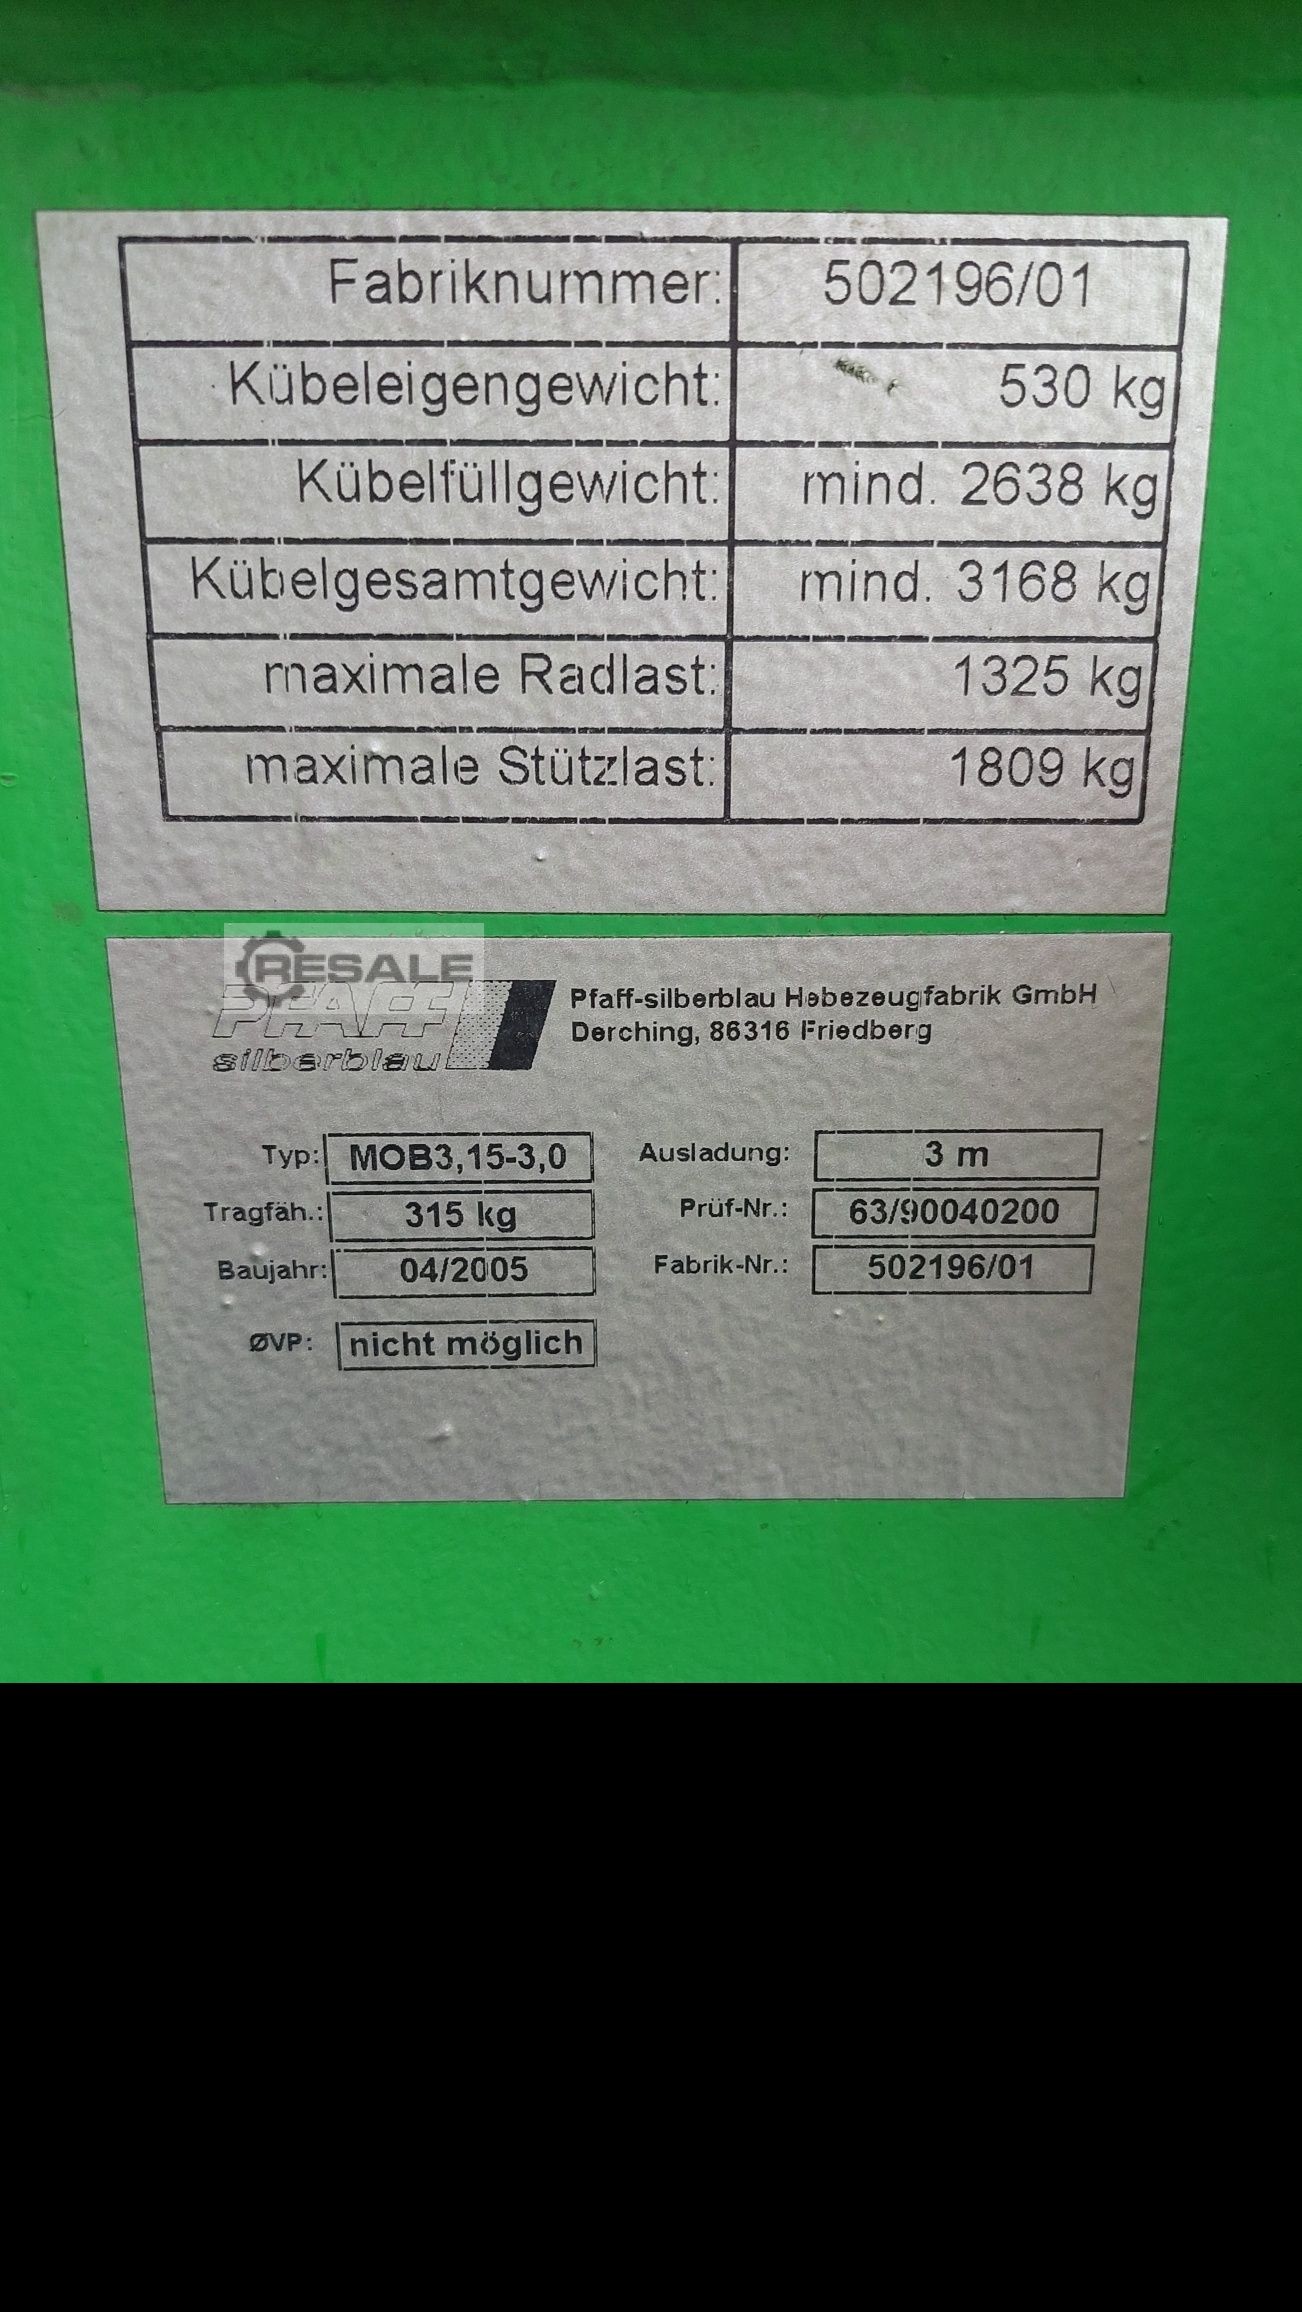 Fabriknummer: 502196/01
Kübeleigengewicht: 530 kg
Kübelfüllgewicht: mind. 2638 kg
Kübelgesamtgewicht: mind. 3168 kg
maximale Radlast: 1325 kg
maximale Stützlast: 1809 kg
RESALE
PFAFF
silberblau
Pfaff-silberblau Hebezeugfabrik GmbH
Derching, 86316 Friedberg
Typ: MOB3,15-3,0 Ausladung: 3 m
Tragfäh.: 315 kg Prüf-Nr.: 63/90040200
Baujahr: 04/2005 Fabrik-Nr.: 502196/01
ØVP: nicht möglich